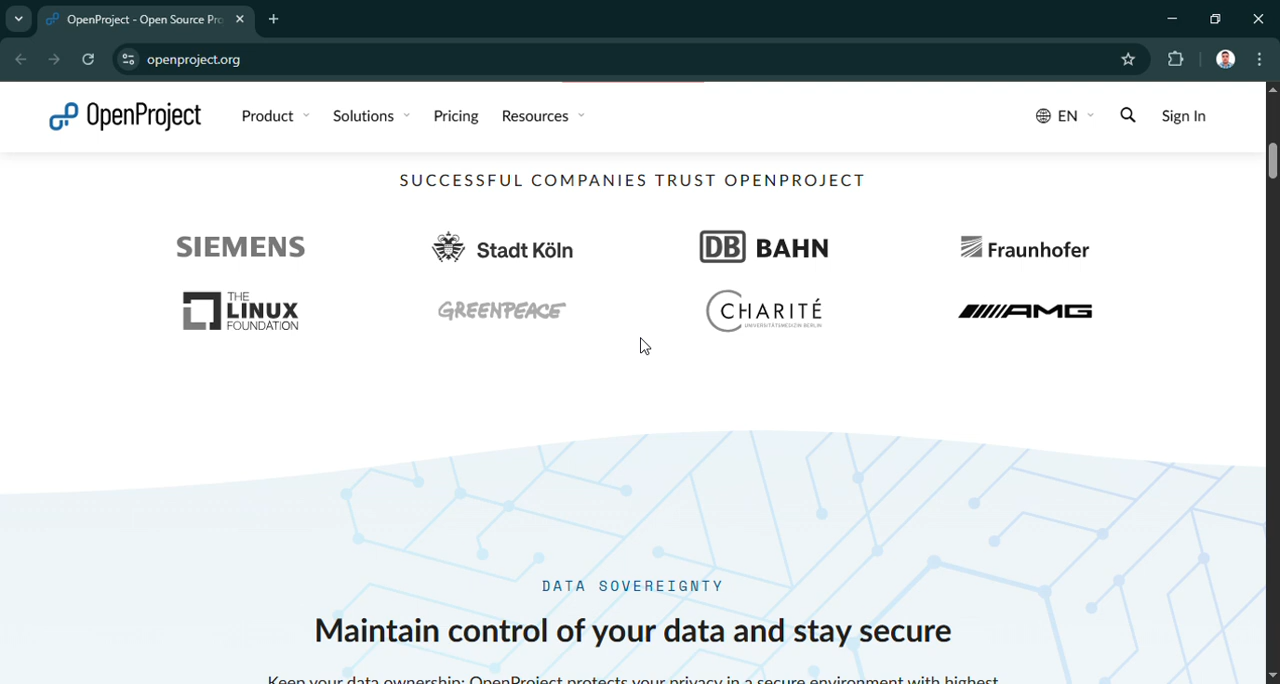 OpenProject - Open Source Pro
openproject.org
OpenProject
Product
Solutions
Pricing
Resources
EN
Sign In
SUCCESSFUL COMPANIES TRUST OPENPROJECT
SIEMENS
Stadt Köln
DB BAHN
Fraunhofer
THE
LINUX
FOUNDATION
GREENPEACE
CHARITÉ
UNIVERSITÄTSMEDIZIN BERLIN
AMG
DATA SOVEREIGNTY
Maintain control of your data and stay secure
Keep your data ownership: OpenProject protects your privacy in a secure environment with highest